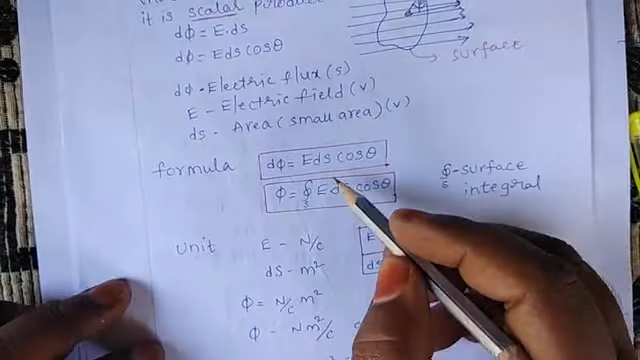 it is scalar product
dϕ = E.ds
dϕ = Eds cosθ
surface
dϕ - Electric flux (s)
E - Electric field (v)
ds - Area (small area) (v)
formula
dϕ = Eds cosθ
ϕ = ∮s Eds cosθ
∮s - surface
integral
unit
E - N/C
ds - m²
E
ds
ϕ = N/C m²
ϕ - Nm²/C